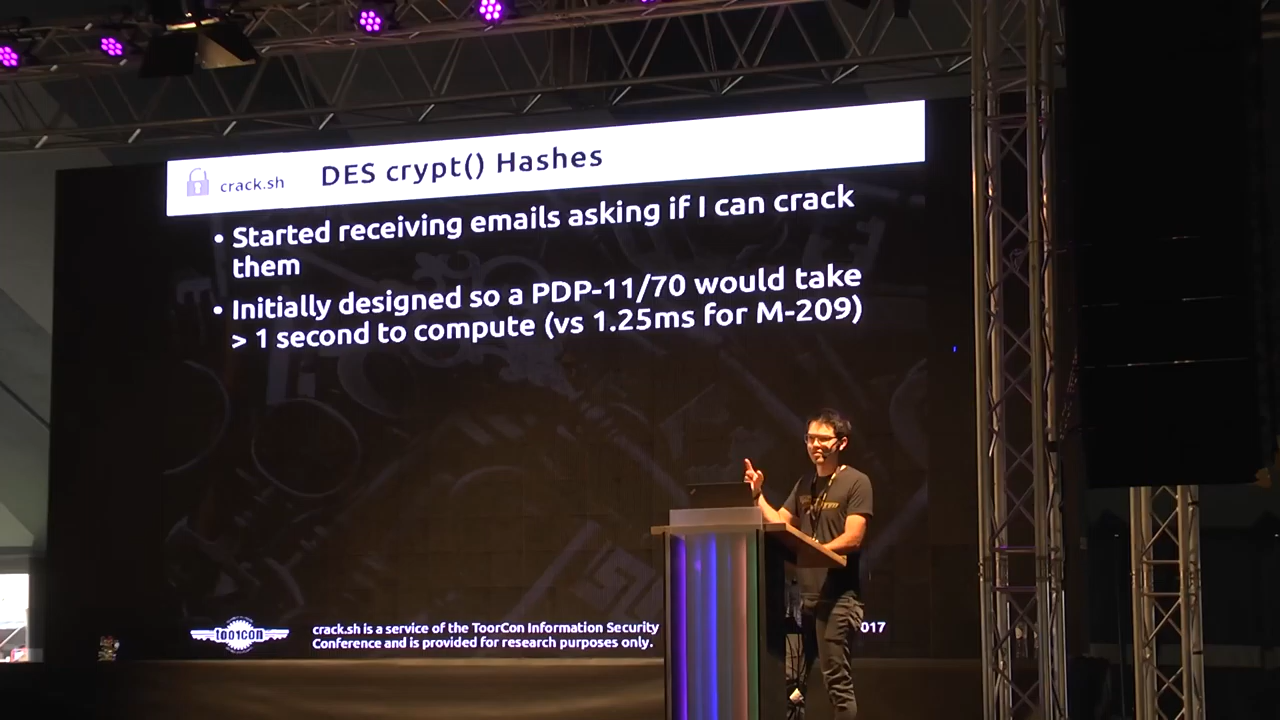 crack.sh
DES crypt() Hashes
• Started receiving emails asking if I can crack
them
• Initially designed so a PDP-11/70 would take
> 1 second to compute (vs 1.25ms for M-209)
toorcon
crack.sh is a service of the ToorCon Information Security
Conference and is provided for research purposes only.
017